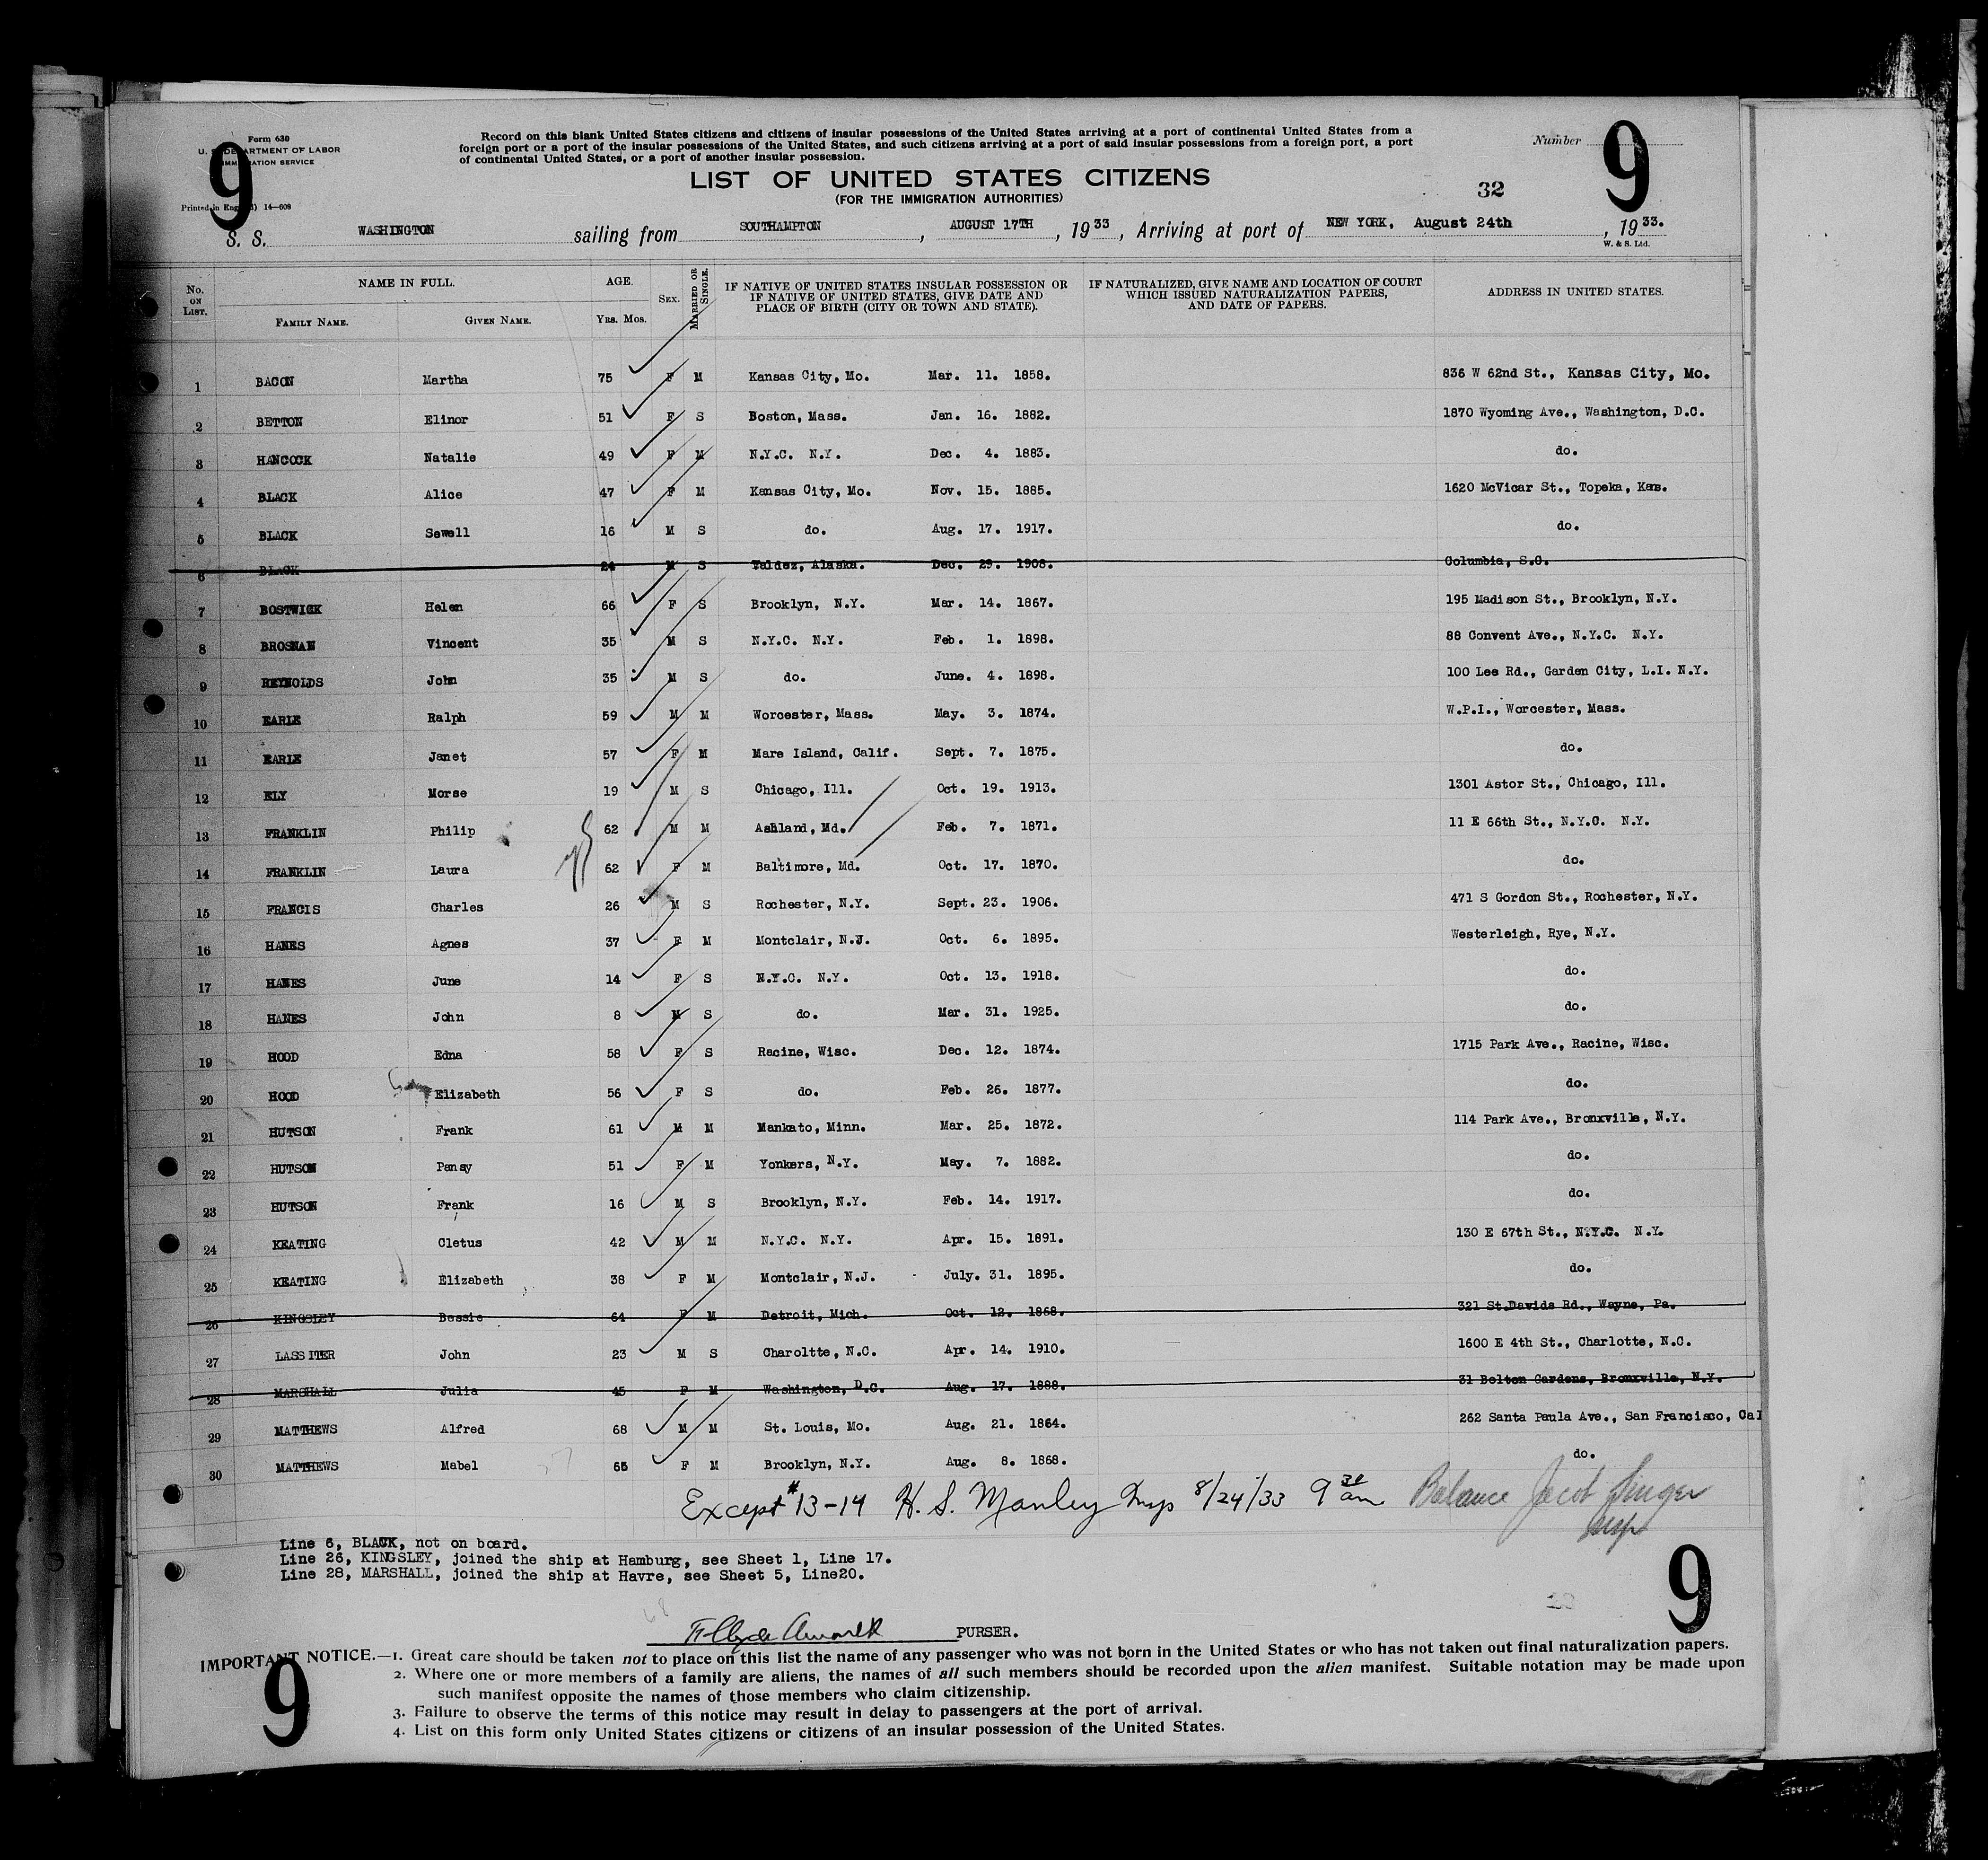 9
Form 630
U. S. DEPARTMENT OF LABOR
IMMIGRATION SERVICE
Printed in England) 14—608
Record on this blank United States citizens and citizens of insular possessions of the United States arriving at a port of continental United States from a
foreign port or a port of the insular possessions of the United States, and such citizens arriving at a port of said insular possessions from a foreign port, a port
of continental United States, or a port of another insular possession.
Number 9
LIST OF UNITED STATES CITIZENS
(FOR THE IMMIGRATION AUTHORITIES)
32
S. S. WASHINGTON sailing from SOUTHAMPTON, AUGUST 17TH, 1933, Arriving at port of NEW YORK, August 24th, 1933.
W. & S. Ltd.
No. ON LIST. NAME IN FULL. FAMILY NAME. GIVEN NAME. AGE. YRS. MOS. SEX. MARRIED OR SINGLE. IF NATIVE OF UNITED STATES INSULAR POSSESSION OR IF NATIVE OF UNITED STATES, GIVE DATE AND PLACE OF BIRTH (CITY OR TOWN AND STATE). IF NATURALIZED, GIVE NAME AND LOCATION OF COURT WHICH ISSUED NATURALIZATION PAPERS, AND DATE OF PAPERS. ADDRESS IN UNITED STATES.
1 BACON Martha 75 F M Kansas City, Mo. Mar. 11. 1858. 836 W 62nd St., Kansas City, Mo.
2 BETTON Elinor 51 F S Boston, Mass. Jan. 16. 1882. 1870 Wyoming Ave., Washington, D.C.
3 HANCOCK Natalie 49 F M N.Y.C. N.Y. Dec. 4. 1883. do.
4 BLACK Alice 47 F M Kansas City, Mo. Nov. 15. 1885. 1620 McVicar St., Topeka, Kas.
5 BLACK Sewell 16 M S do. Aug. 17. 1917. do.
6 BLACK 24 M S Valdez, Alaska. Dec. 29. 1908. Columbia, S.C.
7 BOSTWICK Helen 66 F S Brooklyn, N.Y. Mar. 14. 1867. 195 Madison St., Brooklyn, N.Y.
8 BROSNAN Vincent 35 M S N.Y.C. N.Y. Feb. 1. 1898. 88 Convent Ave., N.Y.C. N.Y.
9 REYNOLDS John 35 M S do. June. 4. 1898. 100 Lee Rd., Garden City, L.I. N.Y.
10 EARLE Ralph 59 M M Worcester, Mass. May. 3. 1874. W.P.I., Worcester, Mass.
11 EARLE Janet 57 F M Mare Island, Calif. Sept. 7. 1875. do.
12 ELY Morse 19 M S Chicago, Ill. Oct. 19. 1913. 1301 Astor St., Chicago, Ill.
13 FRANKLIN Philip 62 M M Ashland, Md. Feb. 7. 1871. 11 E 66th St., N.Y.C. N.Y.
14 FRANKLIN Laura 62 F M Baltimore, Md. Oct. 17. 1870. do.
15 FRANCIS Charles 26 M S Rochester, N.Y. Sept. 23. 1906. 471 S Gordon St., Rochester, N.Y.
16 HANES Agnes 37 F M Montclair, N.J. Oct. 6. 1895. Westerleigh, Rye, N.Y.
17 HANES June 14 F S N.Y.C. N.Y. Oct. 13. 1918. do.
18 HANES John 8 M S do. Mar. 31. 1925. do.
19 HOOD Edna 58 F S Racine, Wisc. Dec. 12. 1874. 1715 Park Ave., Racine, Wisc.
20 HOOD Elizabeth 56 F S do. Feb. 26. 1877. do.
21 HUTSON Frank 61 M M Mankato, Minn. Mar. 25. 1872. 114 Park Ave., Bronxville, N.Y.
22 HUTSON Pansy 51 F M Yonkers, N.Y. May. 7. 1882. do.
23 HUTSON Frank 16 M S Brooklyn, N.Y. Feb. 14. 1917. do.
24 KEATING Cletus 42 M M N.Y.C. N.Y. Apr. 15. 1891. 130 E 67th St., N.Y.C. N.Y.
25 KEATING Elizabeth 38 F M Montclair, N.J. July. 31. 1895. do.
26 KINGSLEY Bessie 64 F M Detroit, Mich. Oct. 12. 1868. 321 St.Davids Rd., Wayne, Pa.
27 LASSITER John 23 M S Charoltte, N.C. Apr. 14. 1910. 1600 E 4th St., Charlotte, N.C.
28 MARSHALL Julia 45 F M Washington, D.C. Aug. 17. 1888. 31 Bolton Gardens, Bronxville, N.Y.
29 MATTHEWS Alfred 68 M M St. Louis, Mo. Aug. 21. 1864. 262 Santa Paula Ave., San Francisco, Cal
30 MATTHEWS Mabel 65 F M Brooklyn, N.Y. Aug. 8. 1868. do.
Except #13-14 H. S. Manley Insp 8/24/33 9 30 am Balance Jacob Singer
Insp
Line 6, BLACK, not on board.
Line 26, KINGSLEY, joined the ship at Hamburg, see Sheet 1, Line 17.
Line 28, MARSHALL, joined the ship at Havre, see Sheet 5, Line20.
9
PURSER.
IMPORTANT NOTICE.—1. Great care should be taken not to place on this list the name of any passenger who was not born in the United States or who has not taken out final naturalization papers.
2. Where one or more members of a family are aliens, the names of all such members should be recorded upon the alien manifest. Suitable notation may be made upon
such manifest opposite the names of those members who claim citizenship.
3. Failure to observe the terms of this notice may result in delay to passengers at the port of arrival.
4. List on this form only United States citizens or citizens of an insular possession of the United States.
9